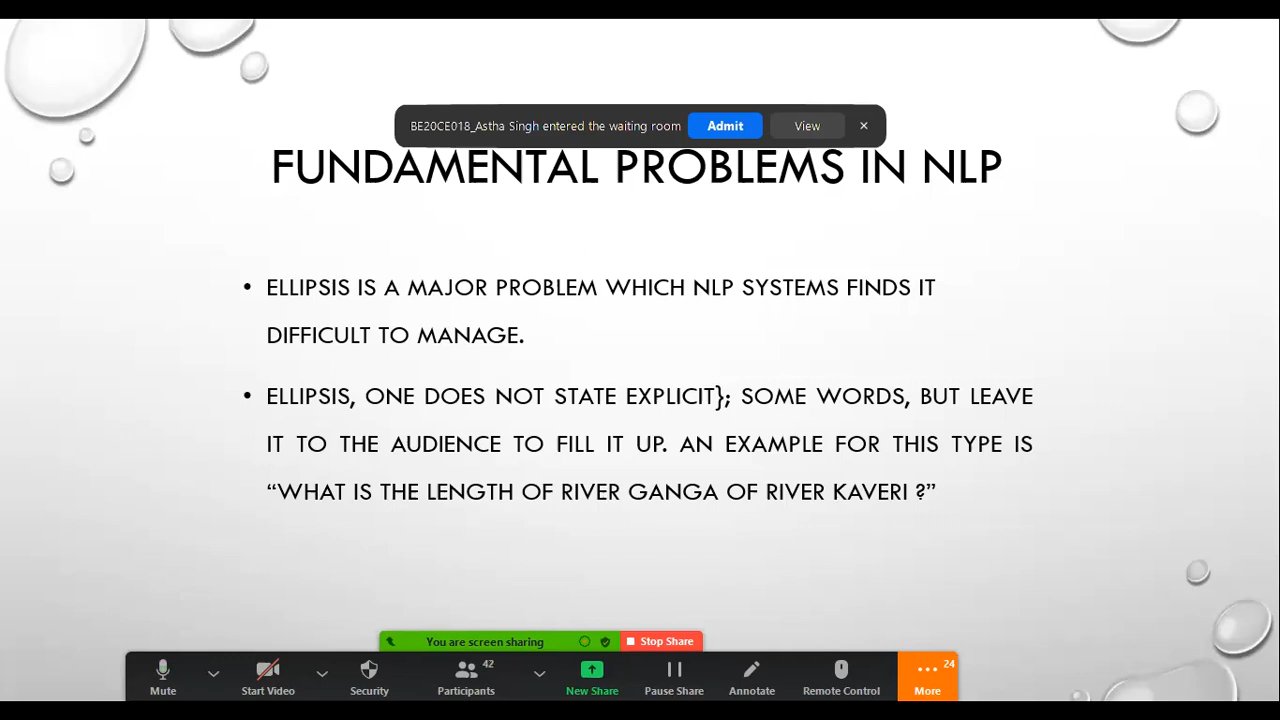 BE20CE018_Astha Singh entered the waiting room Admit View
FUNDAMENTAL PROBLEMS IN NLP
• ELLIPSIS IS A MAJOR PROBLEM WHICH NLP SYSTEMS FINDS IT
DIFFICULT TO MANAGE.
• ELLIPSIS, ONE DOES NOT STATE EXPLICIT}; SOME WORDS, BUT LEAVE
IT TO THE AUDIENCE TO FILL IT UP. AN EXAMPLE FOR THIS TYPE IS
“WHAT IS THE LENGTH OF RIVER GANGA OF RIVER KAVERI ?”
You are screen sharing Stop Share
42 24
Mute Start Video Security Participants New Share Pause Share Annotate Remote Control More